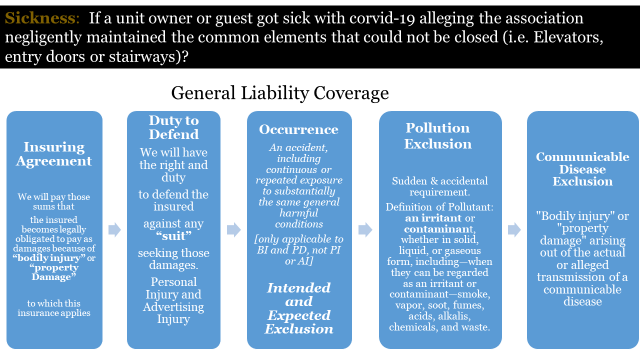 Sickness:  If a unit owner or guest got sick with corvid-19 alleging the association
negligently maintained the common elements that could not be closed (i.e. Elevators,
entry doors or stairways)?
General Liability Coverage
Insuring
Agreement
We will pay those
sums that
the insured
becomes legally
obligated to pay as
damages because of
"bodily injury" or
"property
Damage"
to which this
insurance applies
Duty to
Defend
We will have
the right and
duty
to defend the
insured
against any
"suit"
seeking those
damages.
Personal
Injury and
Advertising
Injury
Occurrence
An accident,
including
continuous or
repeated exposure
to substantially
the same general
harmful
conditions
[only applicable to
BI and PD, not PI
or AI]
Intended
and
Expected
Exclusion
Pollution
Exclusion
Sudden & accidental
requirement.
Definition of Pollutant:
an irritant or
contaminant,
whether in solid,
liquid, or gaseous
form, including—when
they can be regarded
as an irritant or
contaminant—smoke,
vapor, soot, fumes,
acids, alkalis,
chemicals, and waste.
Communicable
Disease
Exclusion
"Bodily injury" or
"property
damage" arising
out of the actual
or alleged
transmission of a
communicable
disease